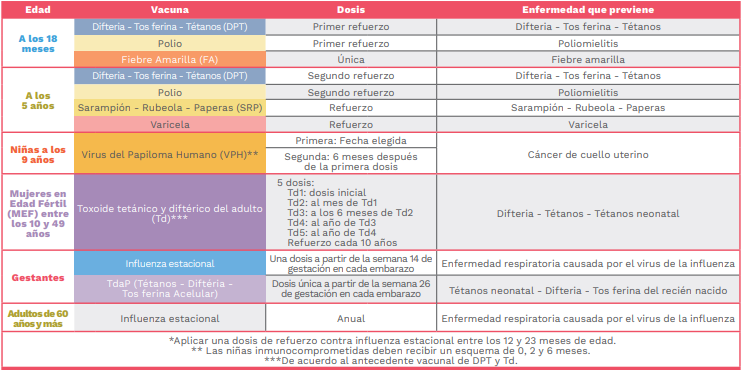 Edad Vacuna Dosis Enfermedad que previene
A los 18
meses
Difteria - Tos ferina - Tétanos (DPT) Primer refuerzo Difteria - Tos ferina - Tétanos
Polio Primer refuerzo Poliomielitis
Fiebre Amarilla (FA) Única Fiebre amarilla
A los
5 años
Difteria - Tos ferina - Tétanos (DPT) Segundo refuerzo Difteria - Tos ferina - Tétanos
Polio Segundo refuerzo Poliomielitis
Sarampión - Rubeola - Paperas (SRP) Refuerzo Sarampión - Rubeola - Paperas
Varicela Refuerzo Varicela
Niñas a los
9 años
Virus del Papiloma Humano (VPH)**
Primera: Fecha elegida
Segunda: 6 meses después
de la primera dosis
Cáncer de cuello uterino
Mujeres en
Edad Fértil
(MEF) entre
los 10 y 49
años
Toxoide tetánico y diftérico del adulto
(Td)***
5 dosis:
Td1: dosis inicial
Td2: al mes de Td1
Td3: a los 6 meses de Td2
Td4: al año de Td3
Td5: al año de Td4
Refuerzo cada 10 años
Difteria - Tétanos - Tétanos neonatal
Gestantes
Influenza estacional
Una dosis a partir de la semana 14 de
gestación en cada embarazo
Enfermedad respiratoria causada por el virus de la influenza
TdaP (Tétanos - Diftéria -
Tos ferina Acelular)
Dosis única a partir de la semana 26
de gestación en cada embarazo
Tétanos neonatal - Difteria - Tos ferina del recién nacido
Adultos de 60
años y más
Influenza estacional Anual Enfermedad respiratoria causada por el virus de la influenza
*Aplicar una dosis de refuerzo contra influenza estacional entre los 12 y 23 meses de edad.
** Las niñas inmunocomprometidas deben recibir un esquema de 0, 2 y 6 meses.
***De acuerdo al antecedente vacunal de DPT y Td.